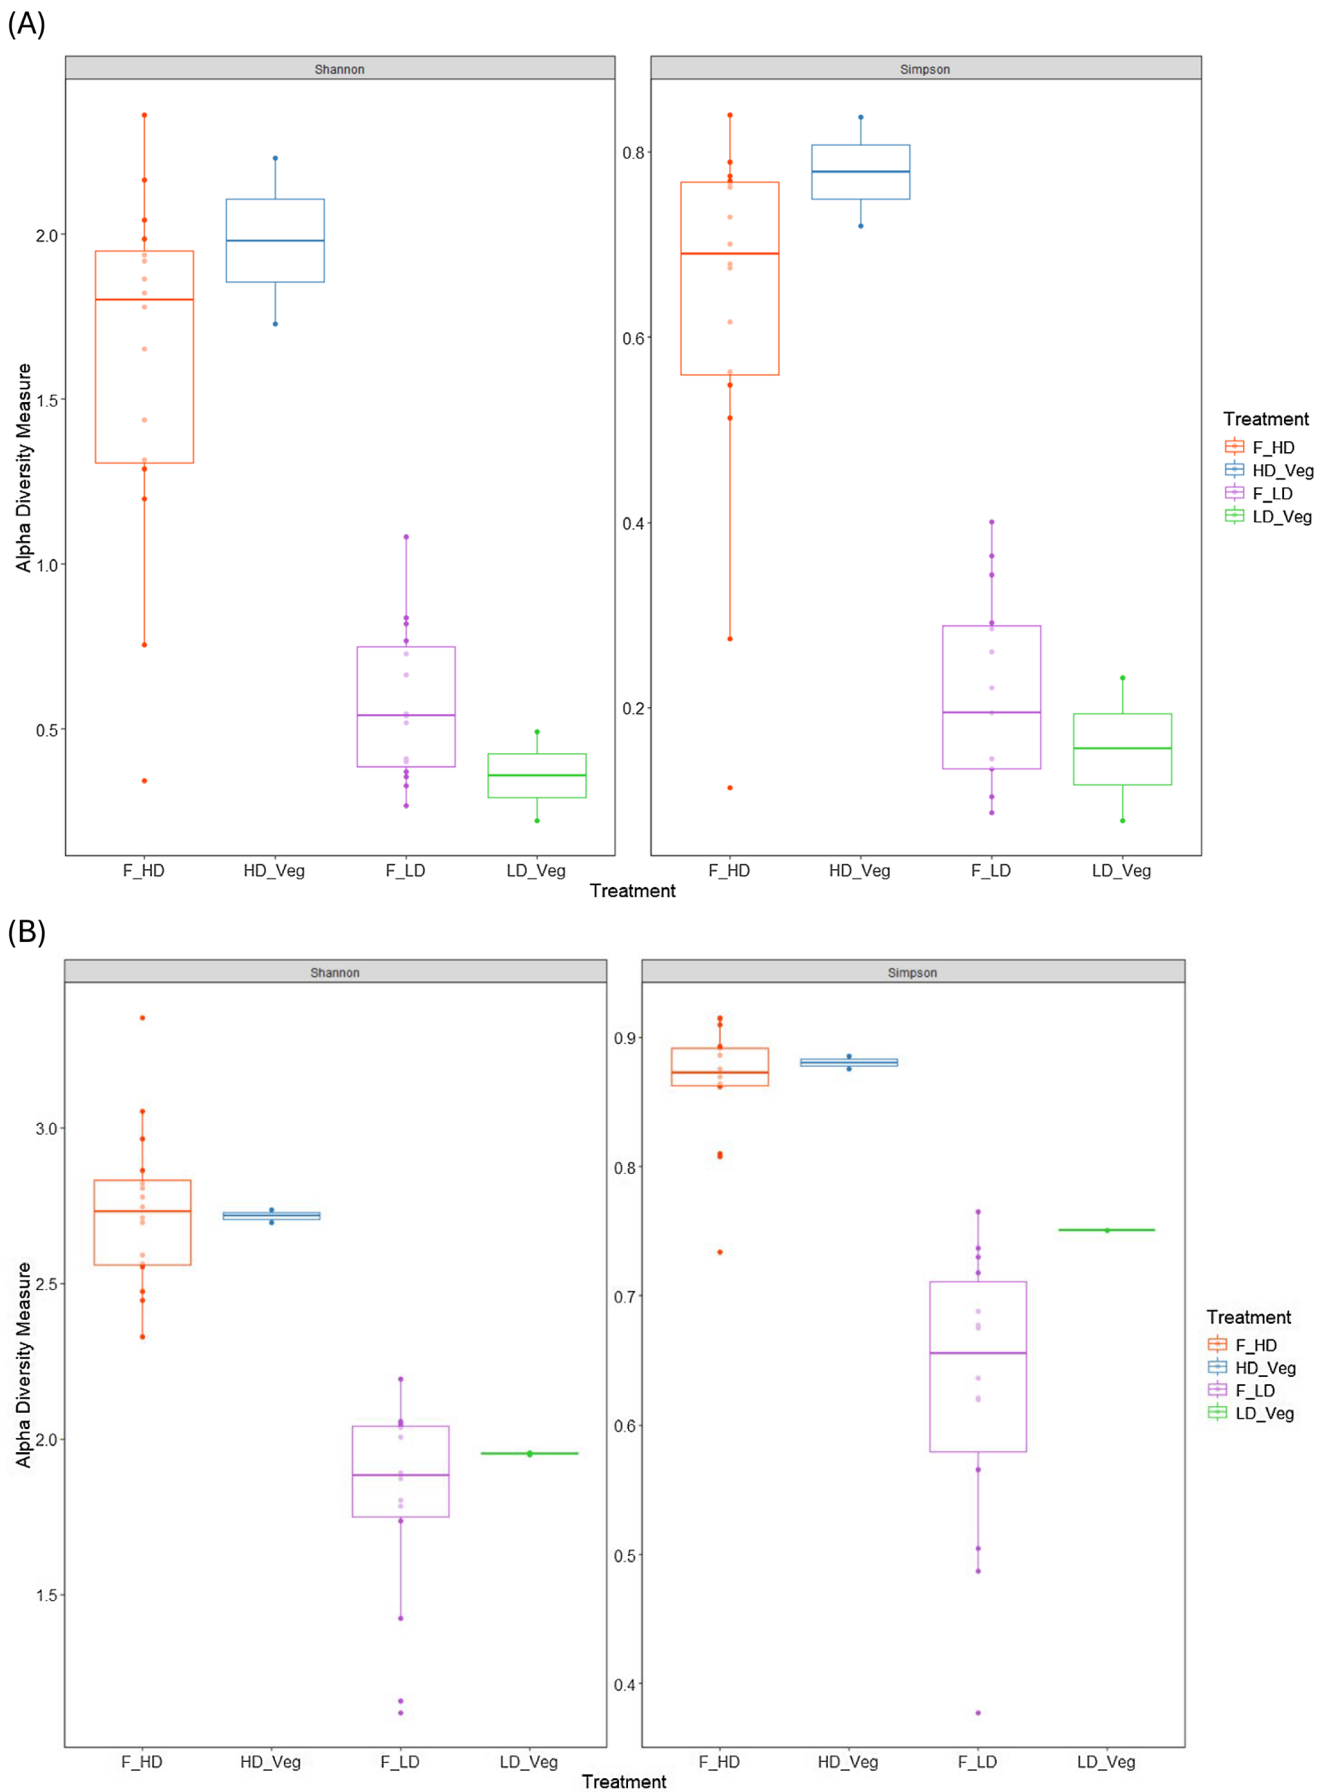 (A)
Shannon
Simpson
Alpha Diversity Measure
2.0
1.5
1.0
0.5
0.8
0.6
0.4
0.2
F_HD HD_Veg F_LD LD_Veg
F_HD HD_Veg F_LD LD_Veg
Treatment
Treatment
F_HD
HD_Veg
F_LD
LD_Veg
(B)
Shannon
Simpson
Alpha Diversity Measure
3.0
2.5
2.0
1.5
0.9
0.8
0.7
0.6
0.5
0.4
F_HD HD_Veg F_LD LD_Veg
F_HD HD_Veg F_LD LD_Veg
Treatment
Treatment
F_HD
HD_Veg
F_LD
LD_Veg